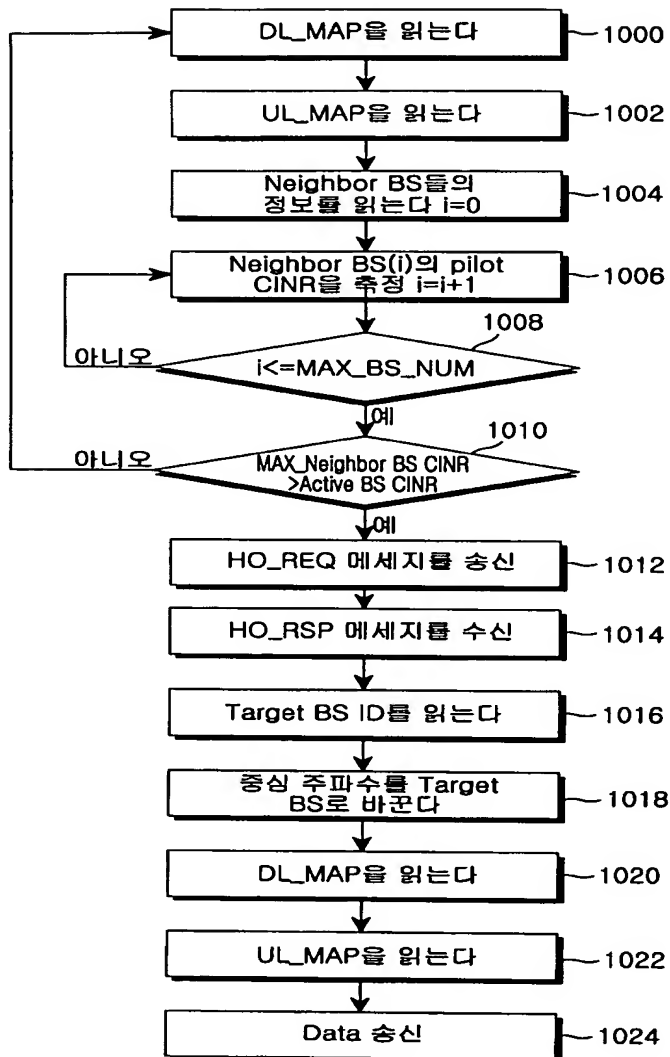 DL_MAP을 읽는다
1000
UL_MAP을 읽는다
1002
Neighbor BS들의
정보를 읽는다 i=0
1004
Neighbor BS(i)의 pilot
CINR을 측정 i=i+1
1006
1008
i<=MAX_BS_NUM
아니오
예
1010
MAX_Neighbor BS CINR
>Active BS CINR
아니오
예
HO_REQ 메세지를 송신
1012
HO_RSP 메세지를 수신
1014
Target BS ID를 읽는다
1016
중심 주파수를 Target
BS로 바꾼다
1018
DL_MAP을 읽는다
1020
UL_MAP을 읽는다
1022
Data 송신
1024